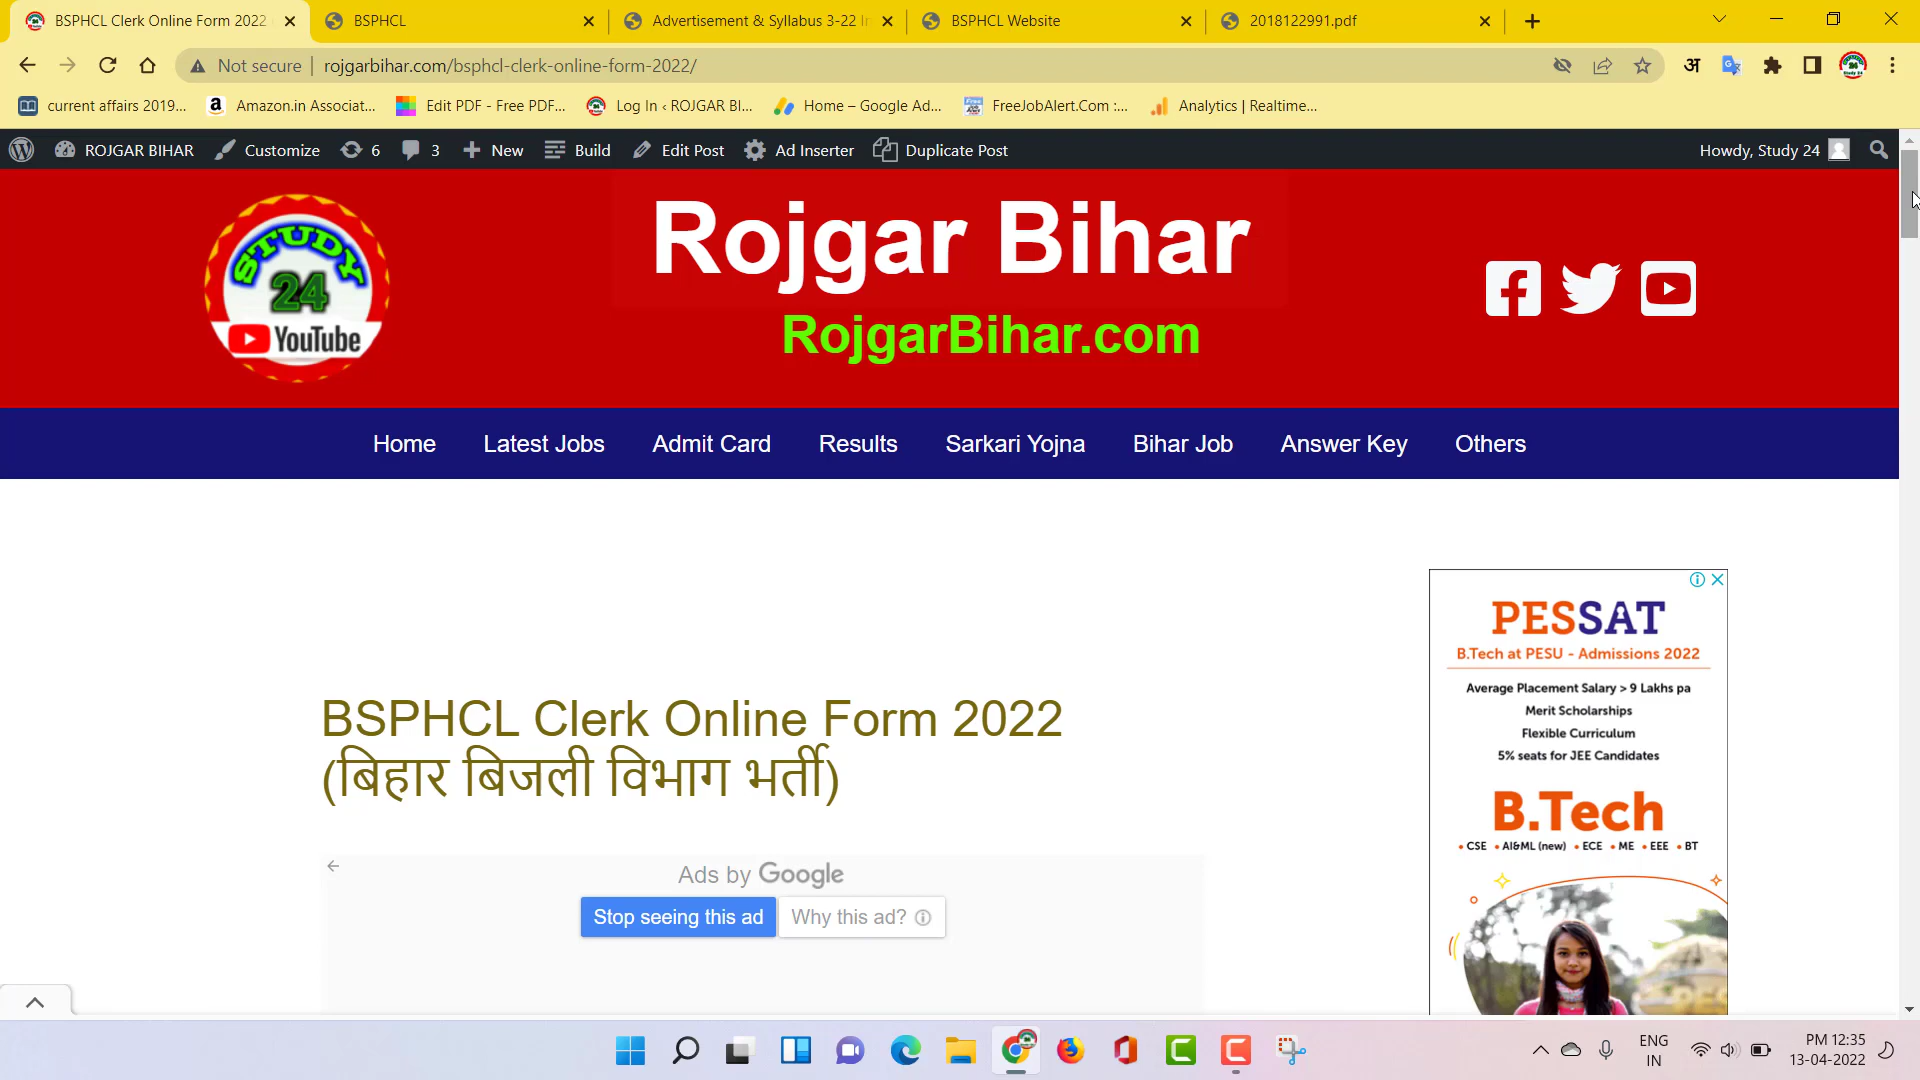 BSPHCL Clerk Online Form 2022
BSPHCL
Advertisement & Syllabus 3-22 In
BSPHCL Website
2018122991.pdf
Not secure
rojgarbihar.com/bsphcl-clerk-online-form-2022/
अ
current affairs 2019...
Amazon.in Associat...
Edit PDF - Free PDF...
Log In ‹ ROJGAR BI...
Home – Google Ad...
FreeJobAlert.Com :...
Analytics | Realtime...
ROJGAR BIHAR
Customize
6
3
New
Build
Edit Post
Ad Inserter
Duplicate Post
Howdy, Study 24
STUDY
24
YouTube
Rojgar Bihar
RojgarBihar.com
Home
Latest Jobs
Admit Card
Results
Sarkari Yojna
Bihar Job
Answer Key
Others
BSPHCL Clerk Online Form 2022
(बिहार बिजली विभाग भर्ती)
Ads by Google
Stop seeing this ad
Why this ad?
PESSAT
B.Tech at PESU - Admissions 2022
Average Placement Salary > 9 Lakhs pa
Merit Scholarships
Flexible Curriculum
5% seats for JEE Candidates
B.Tech
• CSE • AI&ML (new) • ECE • ME • EEE • BT
ENG
IN
PM 12:35
13-04-2022